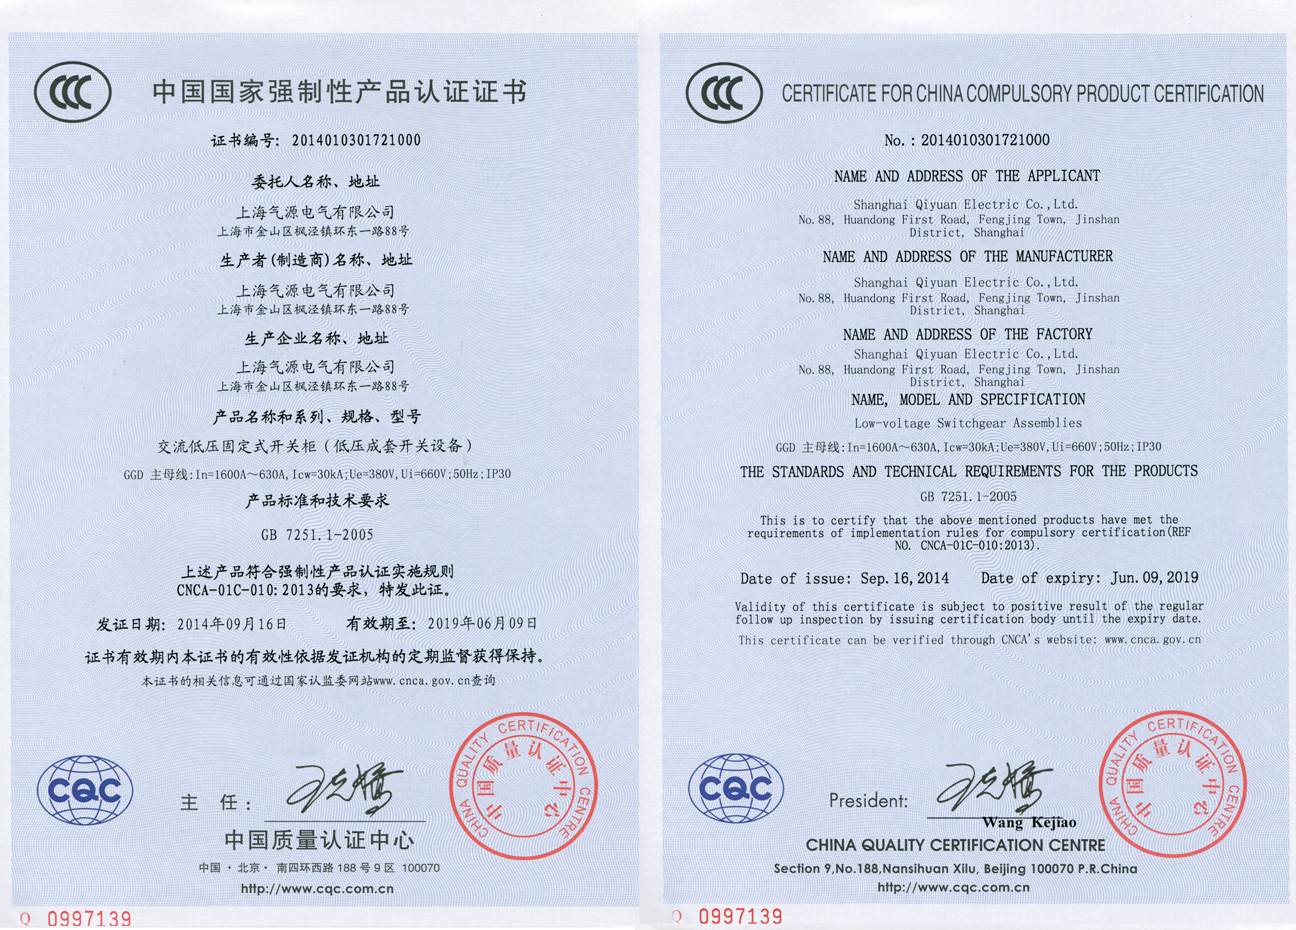 中国国家强制性产品认证证书
证书编号: 2014010301721000
委托人名称、地址
上海气源电气有限公司
上海市金山区枫泾镇环东一路88号
生产者(制造商)名称、地址
上海气源电气有限公司
上海市金山区枫泾镇环东一路88号
生产企业名称、地址
上海气源电气有限公司
上海市金山区枫泾镇环东一路88号
产品名称和系列、规格、型号
交流低压固定式开关柜(低压成套开关设备)
GGD 主母线:In=1600A～630A,Icw=30kA;Ue=380V,Ui=660V;50Hz;IP30
产品标准和技术要求
GB 7251.1-2005
上述产品符合强制性产品认证实施规则
CNCA-01C-010:2013的要求，特发此证。
发证日期: 2014年09月16日 有效期至: 2019年06月09日
证书有效期内本证书的有效性依据发证机构的定期监督获得保持。
本证书的相关信息可通过国家认监委网站www.cnca.gov.cn查询
CQC
主 任:
CHINA QUALITY CERTIFICATION CENTRE
中国质量认证中心
中国质量认证中心
中国·北京· 南四环西路 188 号 9 区 100070
http://www.cqc.com.cn
Q 0997139
CERTIFICATE FOR CHINA COMPULSORY PRODUCT CERTIFICATION
No.: 2014010301721000
NAME AND ADDRESS OF THE APPLICANT
Shanghai Qiyuan Electric Co.,Ltd.
No.88, Huandong First Road, Fengjing Town, Jinshan
District, Shanghai
NAME AND ADDRESS OF THE MANUFACTURER
Shanghai Qiyuan Electric Co.,Ltd.
No.88, Huandong First Road, Fengjing Town, Jinshan
District, Shanghai
NAME AND ADDRESS OF THE FACTORY
Shanghai Qiyuan Electric Co.,Ltd.
No.88, Huandong First Road, Fengjing Town, Jinshan
District, Shanghai
NAME, MODEL AND SPECIFICATION
Low-voltage Switchgear Assemblies
GGD 主母线:In=1600A～630A,Icw=30kA;Ue=380V,Ui=660V;50Hz;IP30
THE STANDARDS AND TECHNICAL REQUIREMENTS FOR THE PRODUCTS
GB 7251.1-2005
This is to certify that the above mentioned products have met the
requirements of implementation rules for compulsory certification(REF
NO. CNCA-01C-010:2013).
Date of issue: Sep.16,2014 Date of expiry: Jun.09,2019
Validity of this certificate is subject to positive result of the regular
follow up inspection by issuing certification body until the expiry date.
This certificate can be verified through CNCA's website: www.cnca.gov.cn
CQC
President:
Wang Kejiao
CHINA QUALITY CERTIFICATION CENTRE
中国质量认证中心
CHINA QUALITY CERTIFICATION CENTRE
Section 9,No.188,Nansihuan Xilu, Beijing 100070 P.R.China
http://www.cqc.com.cn
Q 0997139